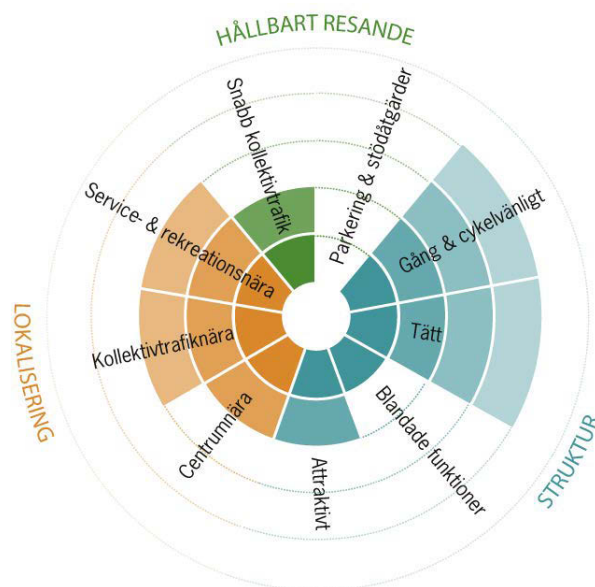 HÅLLBART RESANDE
Snabb kollektivtrafik
Parkering & stödåtgärder
Service- & rekreationsnära
Gång & cykelvänligt
LOKALISERING
Kollektivtrafiknära
Tätt
Centrumnära
Attraktivt
Blandade funktioner
STRUKTUR